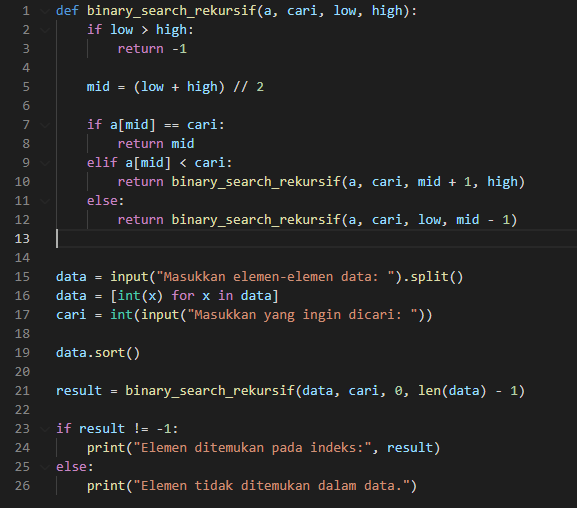 1 def binary_search_rekursif(a, cari, low, high):
2     if low > high:
3         return -1
4
5     mid = (low + high) // 2
6
7     if a[mid] == cari:
8         return mid
9     elif a[mid] < cari:
10         return binary_search_rekursif(a, cari, mid + 1, high)
11     else:
12         return binary_search_rekursif(a, cari, low, mid - 1)
13
14
15 data = input("Masukkan elemen-elemen data: ").split()
16 data = [int(x) for x in data]
17 cari = int(input("Masukkan yang ingin dicari: "))
18
19 data.sort()
20
21 result = binary_search_rekursif(data, cari, 0, len(data) - 1)
22
23 if result != -1:
24     print("Elemen ditemukan pada indeks:", result)
25 else:
26     print("Elemen tidak ditemukan dalam data.")